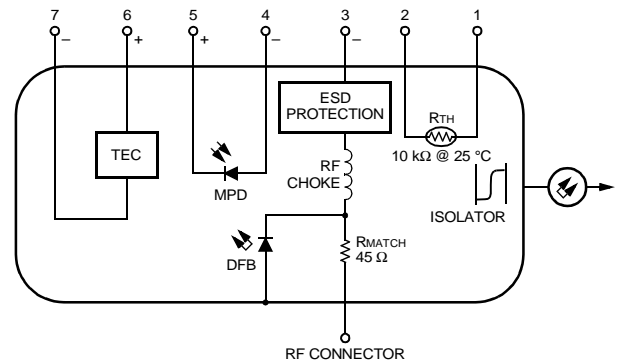 7 6 5 4 3 2 1
– + + – –
ESD
PROTECTION
RTH
10 kΩ @ 25 °C
TEC
MPD
RF
CHOKE
ISOLATOR
DFB
RMATCH
45 Ω
RF CONNECTOR